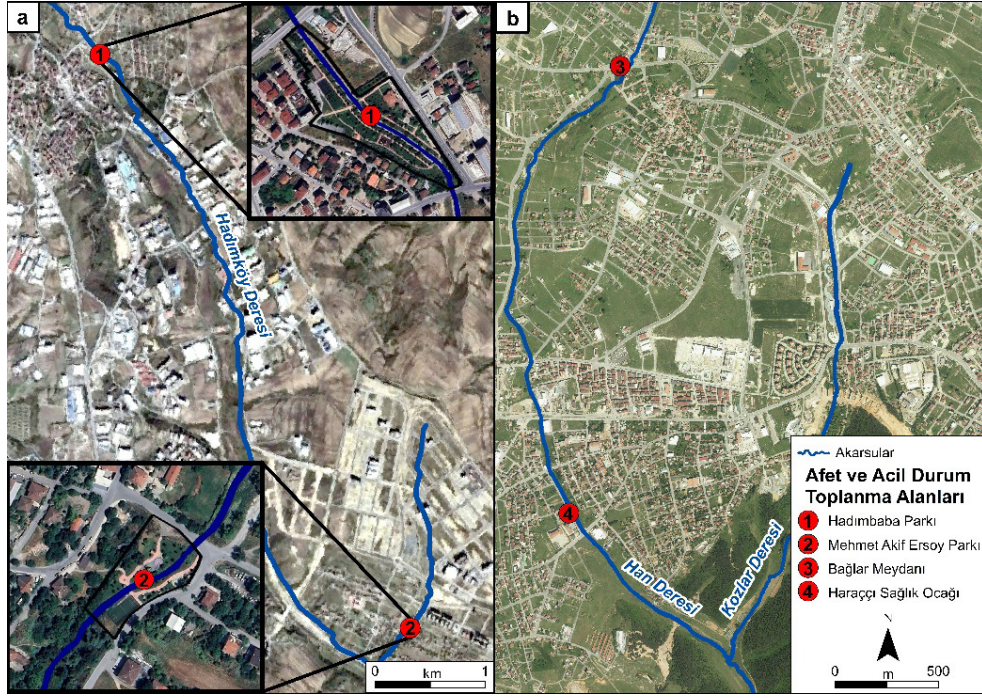 a
1
1
Hadımköy Deresi
2
2
0
1
km
b
3
4
Han Deresi
Kozlar Deresi
Akarsular
Afet ve Acil Durum
Toplanma Alanları
1 Hadımbaba Parkı
2 Mehmet Akif Ersoy Parkı
3 Bağlar Meydanı
4 Haraççı Sağlık Ocağı
N
0
500
m